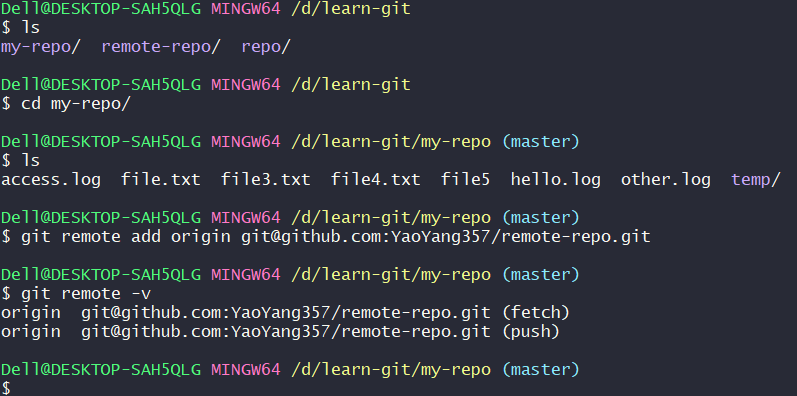 Dell@DESKTOP-SAH5QLG MINGW64 /d/learn-git
$ ls
my-repo/  remote-repo/  repo/
Dell@DESKTOP-SAH5QLG MINGW64 /d/learn-git
$ cd my-repo/
Dell@DESKTOP-SAH5QLG MINGW64 /d/learn-git/my-repo (master)
$ ls
access.log  file.txt  file3.txt  file4.txt  file5  hello.log  other.log  temp/
Dell@DESKTOP-SAH5QLG MINGW64 /d/learn-git/my-repo (master)
$ git remote add origin git@github.com:YaoYang357/remote-repo.git
Dell@DESKTOP-SAH5QLG MINGW64 /d/learn-git/my-repo (master)
$ git remote -v
origin  git@github.com:YaoYang357/remote-repo.git (fetch)
origin  git@github.com:YaoYang357/remote-repo.git (push)
Dell@DESKTOP-SAH5QLG MINGW64 /d/learn-git/my-repo (master)
$